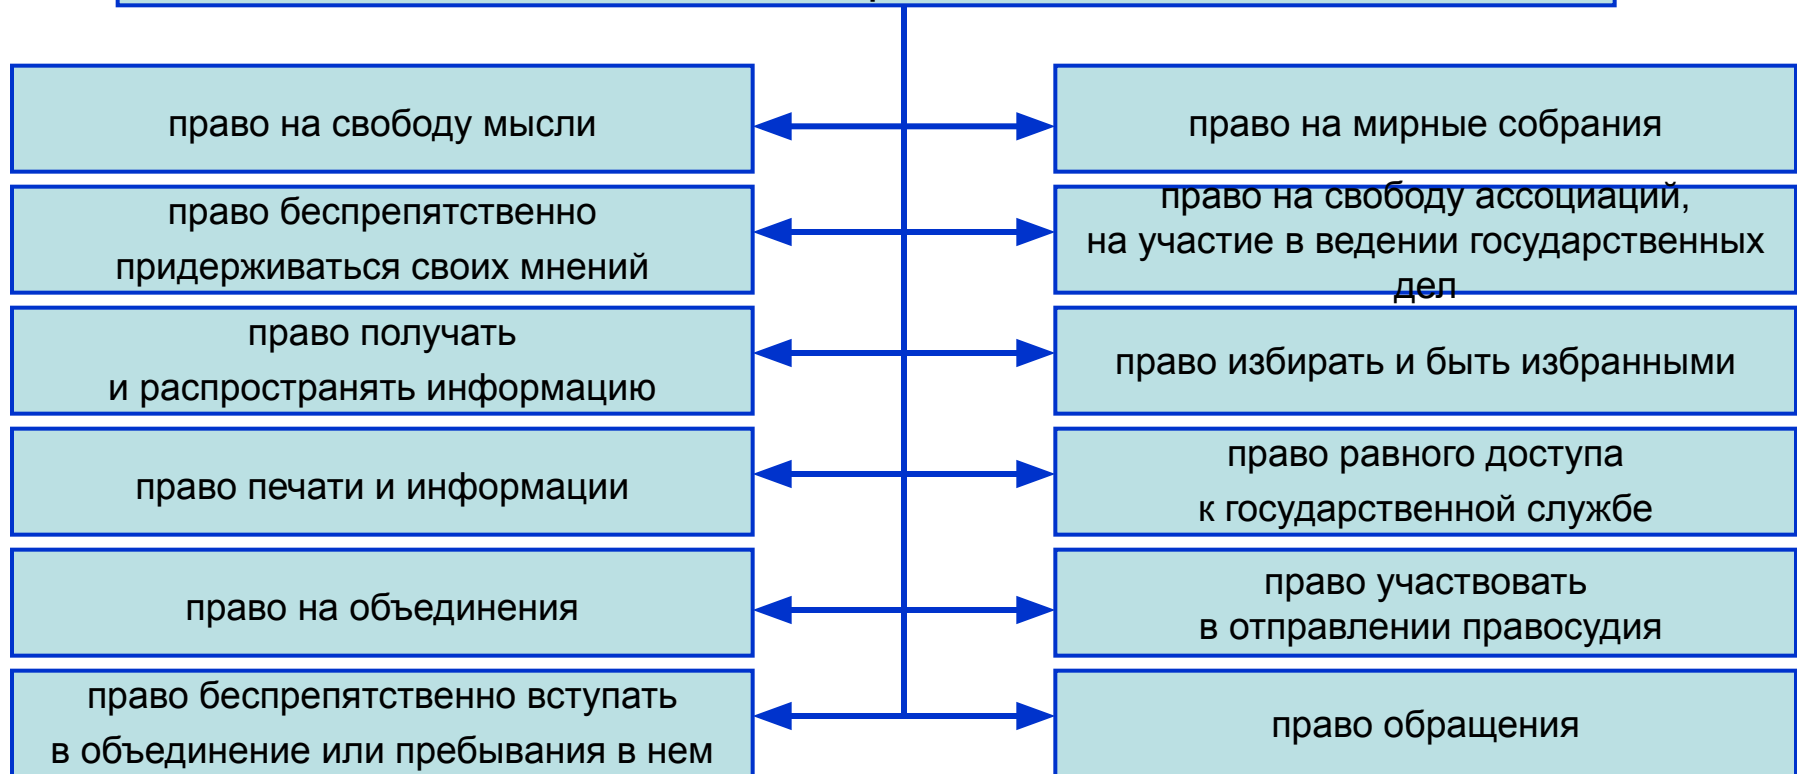 право на свободу мысли
право беспрепятственно
придерживаться своих мнений
право получать
и распространять информацию
право печати и информации
право на объединения
право беспрепятственно вступать
в объединение или пребывания в нем
право на мирные собрания
право на свободу ассоциаций,
на участие в ведении государственных
дел
право избирать и быть избранными
право равного доступа
к государственной службе
право участвовать
в отправлении правосудия
право обращения